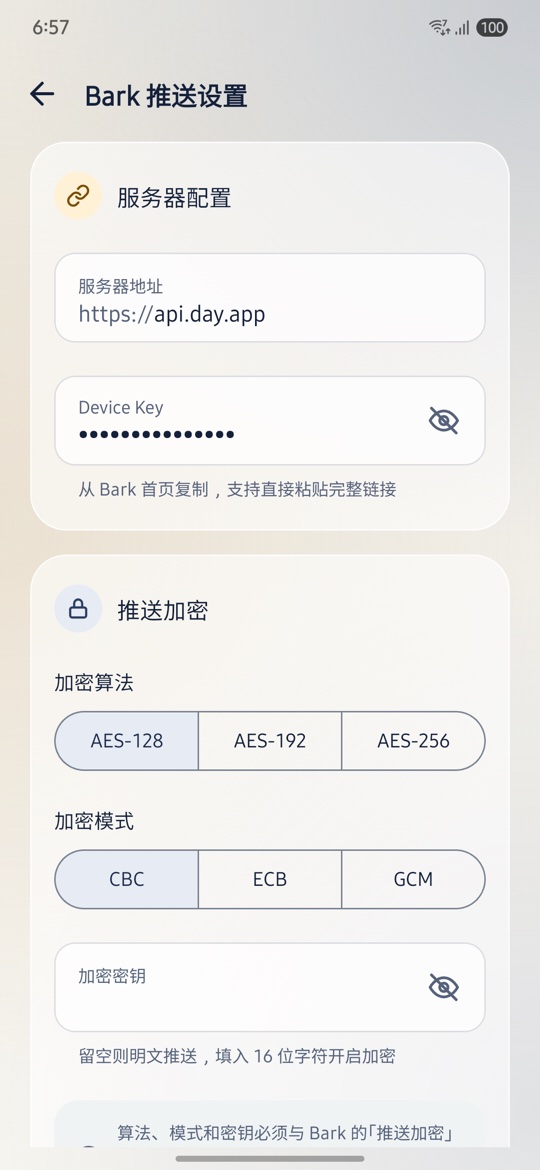 6:57
100
Bark 推送设置
服务器配置
服务器地址
https://api.day.app
Device Key
•••••••••••••••
从 Bark 首页复制，支持直接粘贴完整链接
推送加密
加密算法
AES-128
AES-192
AES-256
加密模式
CBC
ECB
GCM
加密密钥
留空则明文推送，填入 16 位字符开启加密
算法、模式和密钥必须与 Bark 的「推送加密」